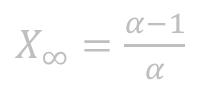 X∞ = (α−1)/α